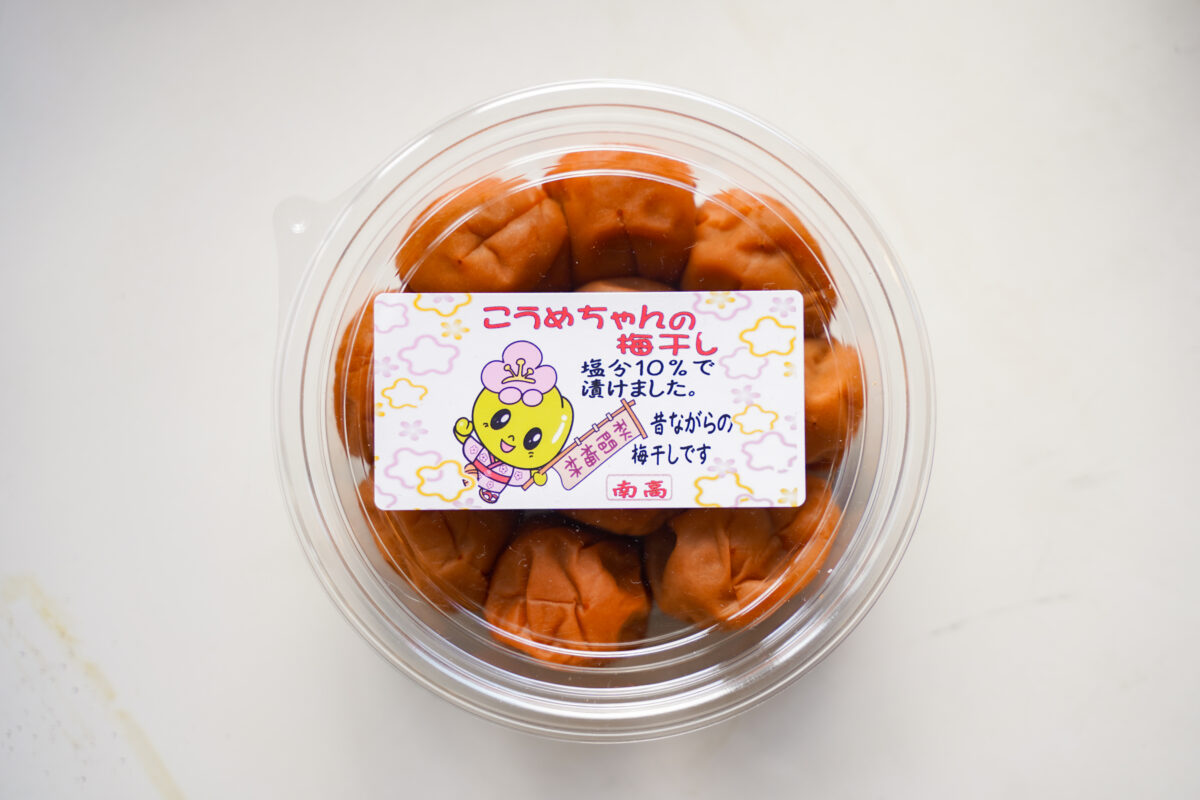 こうめちゃんの
梅干し
塩分10%で
漬けました。
昔ながらの
梅干しです
秋間梅林
南高